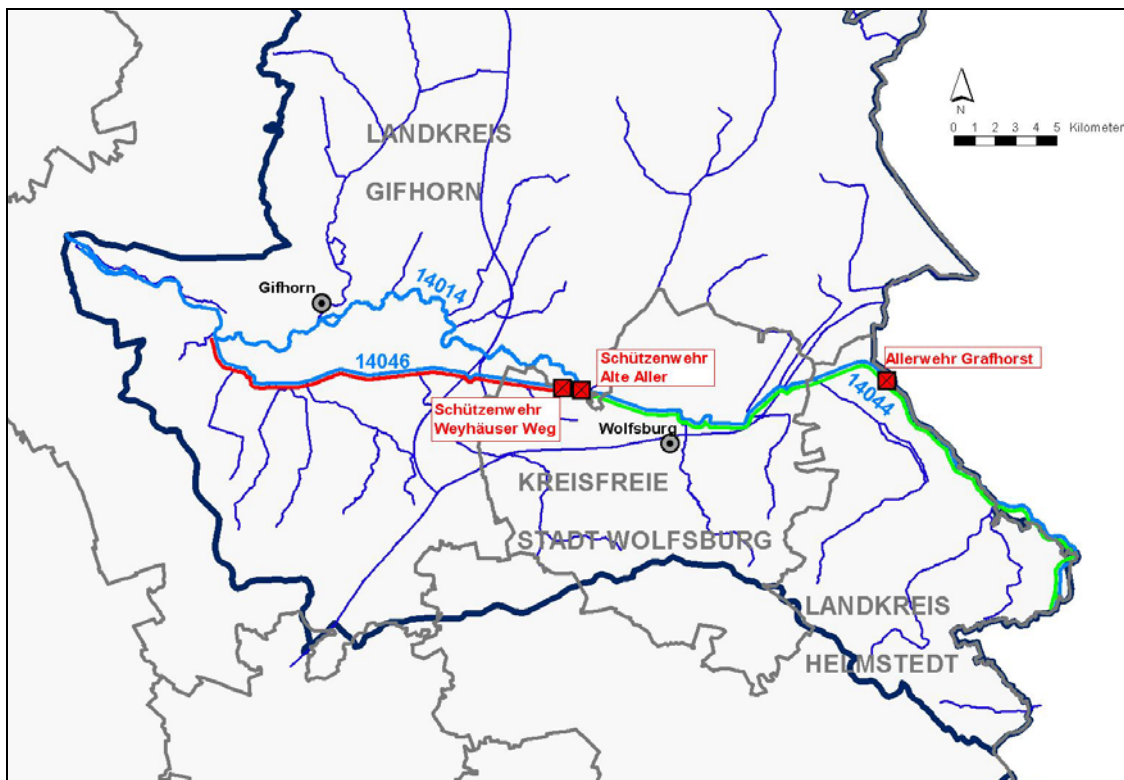 LANDKREIS
GIFHORN
N
0 1 2 3 4 5 Kilometer
Gifhorn
14014
14046
Schützenwehr
Alte Aller
Allerwehr Grafhorst
14044
Schützenwehr
Weyhäuser Weg
Wolfsburg
KREISFREIE
STADT WOLFSBURG
LANDKREIS
HELMSTEDT